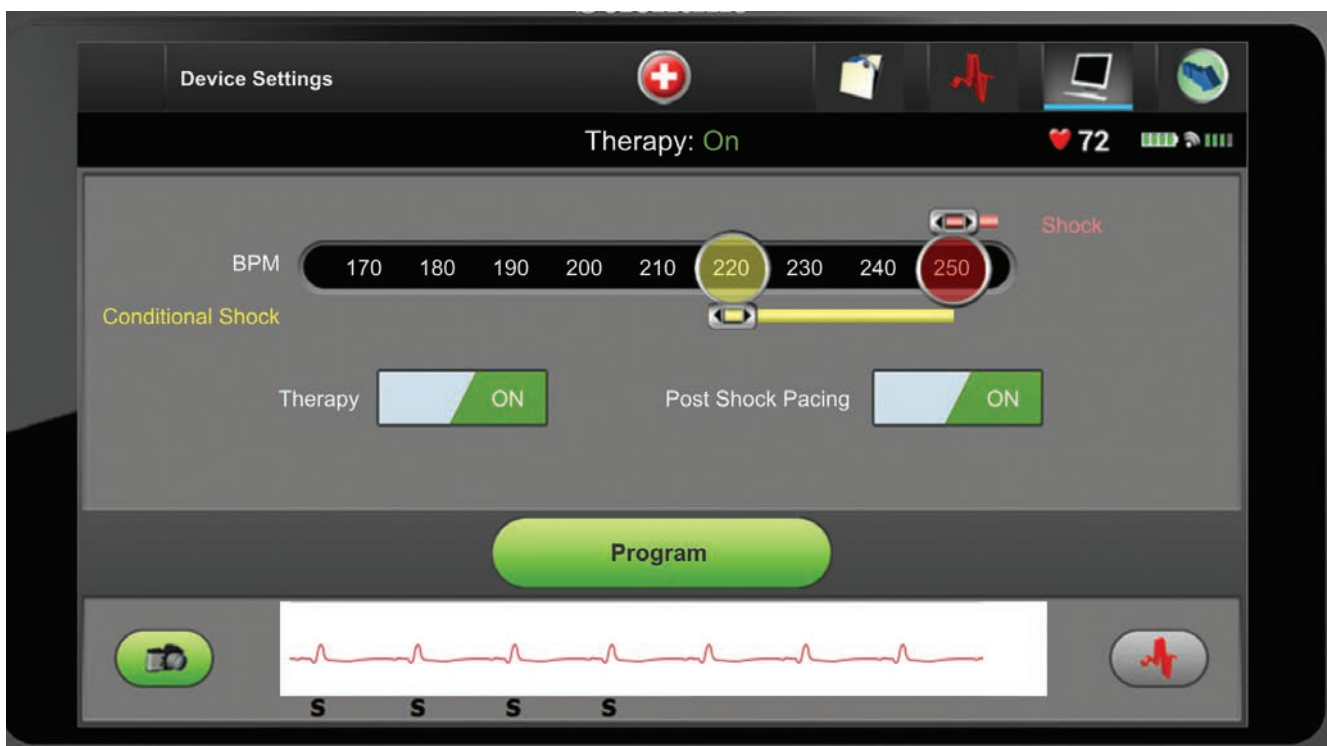 Device Settings
Therapy: On
72
Shock
BPM 170 180 190 200 210 220 230 240 250
Conditional Shock
Therapy ON Post Shock Pacing ON
Program
S S S S